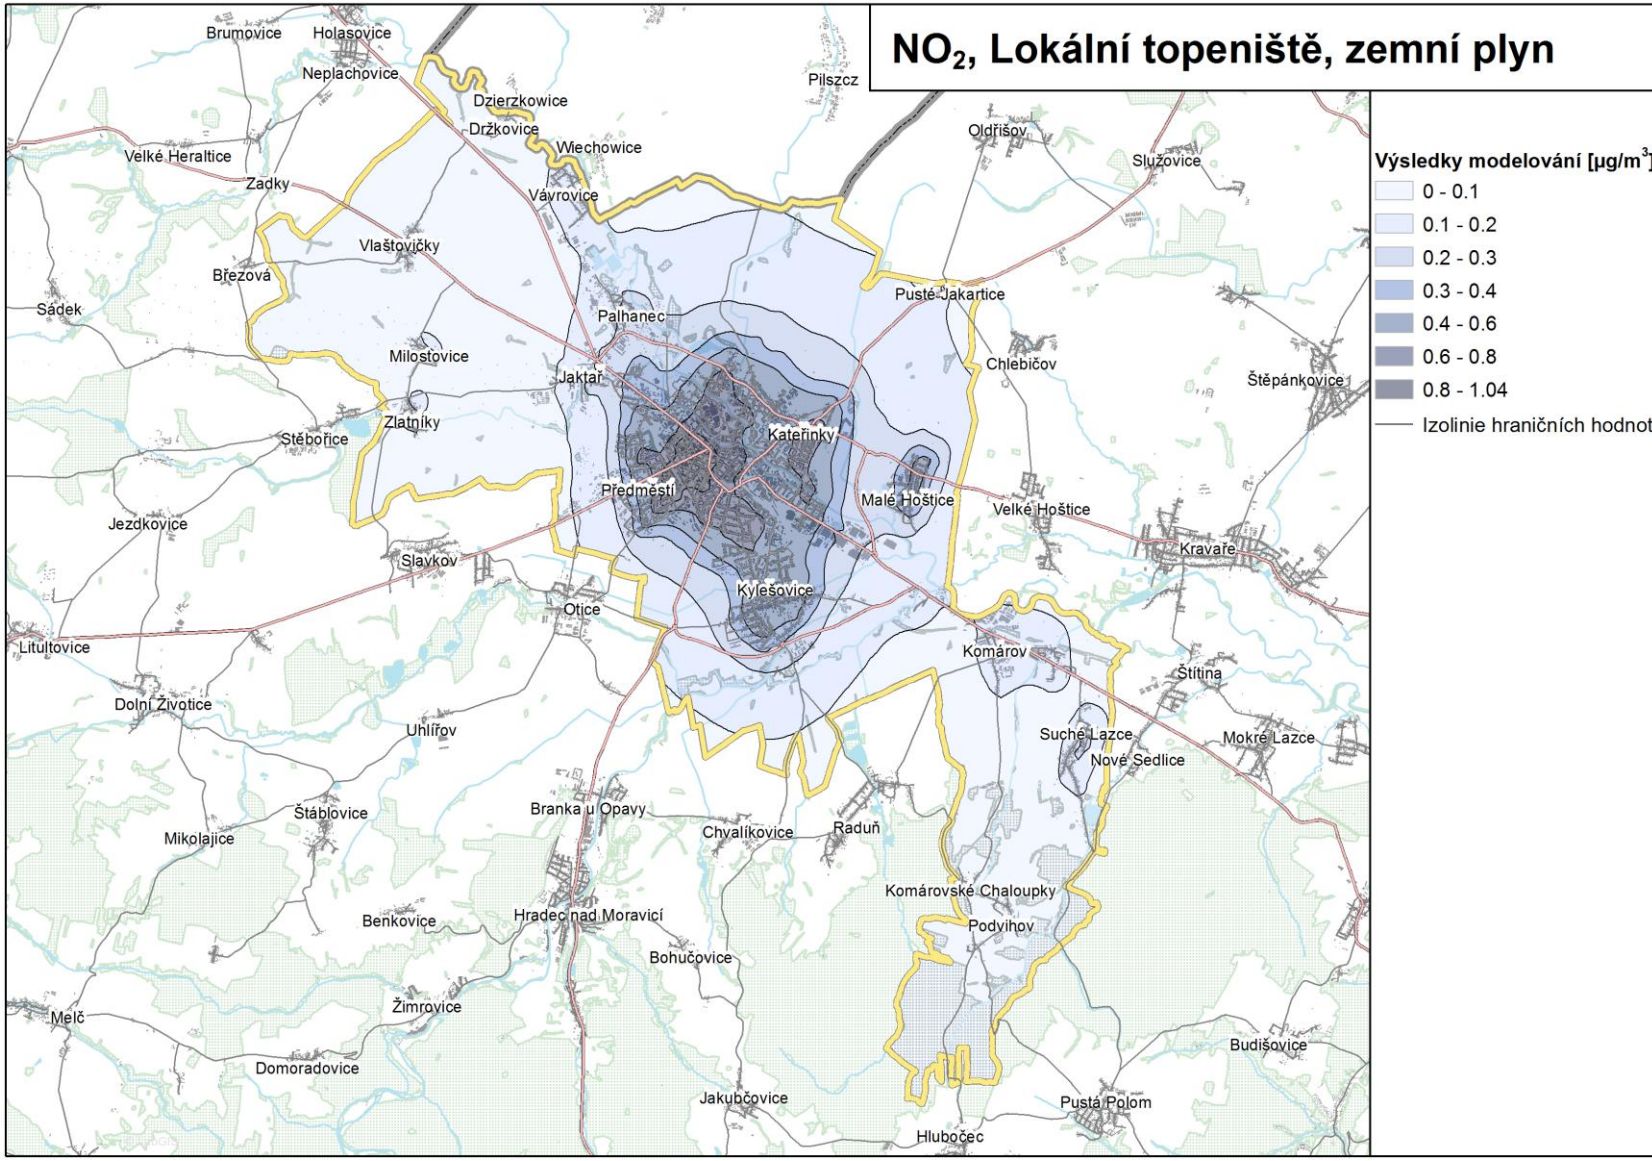 NO₂, Lokální topeniště, zemní plyn
Výsledky modelování [µg/m³]
0 - 0.1
0.1 - 0.2
0.2 - 0.3
0.3 - 0.4
0.4 - 0.6
0.6 - 0.8
0.8 - 1.04
Izolinie hraničních hodnot
Brumovice
Holasovice
Neplachovice
Pilszcz
Dzierzkowice
Držkovice
Oldřišov
Velké Heraltice
Wiechowice
Služovice
Zadky
Vávrovice
Vlaštovičky
Březová
Pusté Jakartice
Sádek
Palhanec
Milostovice
Chlebičov
Jaktař
Štěpánkovice
Zlatníky
Stěbořice
Kateřinky
Předměstí
Malé Hoštice
Velké Hoštice
Jezdkovice
Kravaře
Slavkov
Kylešovice
Otice
Litultovice
Komárov
Štítina
Dolní Životice
Uhlířov
Suché Lazce
Mokré Lazce
Nové Sedlice
Branka u Opavy
Štáblovice
Chvalíkovice
Raduň
Mikolajice
Komárovské Chaloupky
Benkovice
Hradec nad Moravicí
Podvihov
Bohučovice
Žimrovice
Melč
Budišovice
Domoradovice
Jakubčovice
Pustá Polom
Hlubočec